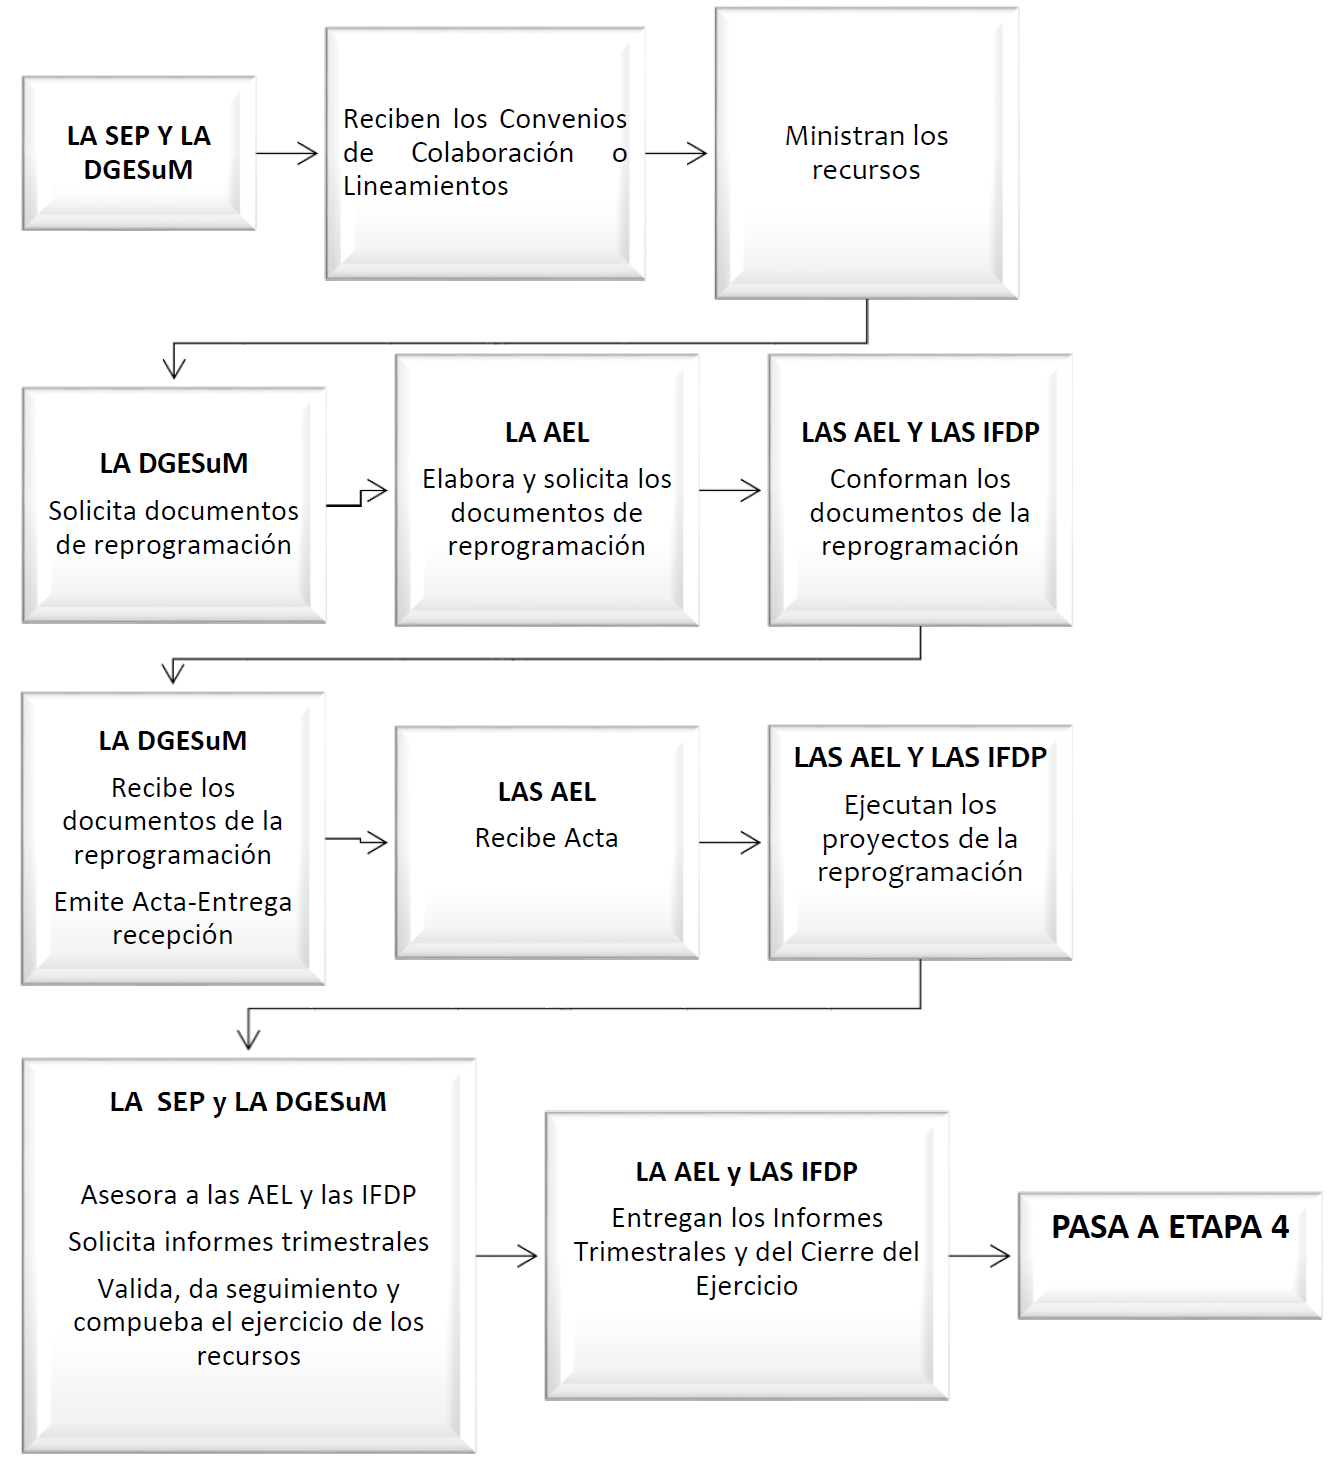 LA SEP Y LA
DGESuM
Reciben los Convenios
de Colaboración o
Lineamientos
Ministran los
recursos
LA DGESuM
Solicita documentos
de reprogramación
LA AEL
Elabora y solicita los
documentos de
reprogramación
LAS AEL Y LAS IFDP
Conforman los
documentos de la
reprogramación
LA DGESuM
Recibe los
documentos de la
reprogramación
Emite Acta-Entrega
recepción
LAS AEL
Recibe Acta
LAS AEL Y LAS IFDP
Ejecutan los
proyectos de la
reprogramación
LA SEP y LA DGESuM
Asesora a las AEL y las IFDP
Solicita informes trimestrales
Valida, da seguimiento y
compueba el ejercicio de los
recursos
LA AEL y LAS IFDP
Entregan los Informes
Trimestrales y del Cierre del
Ejercicio
PASA A ETAPA 4